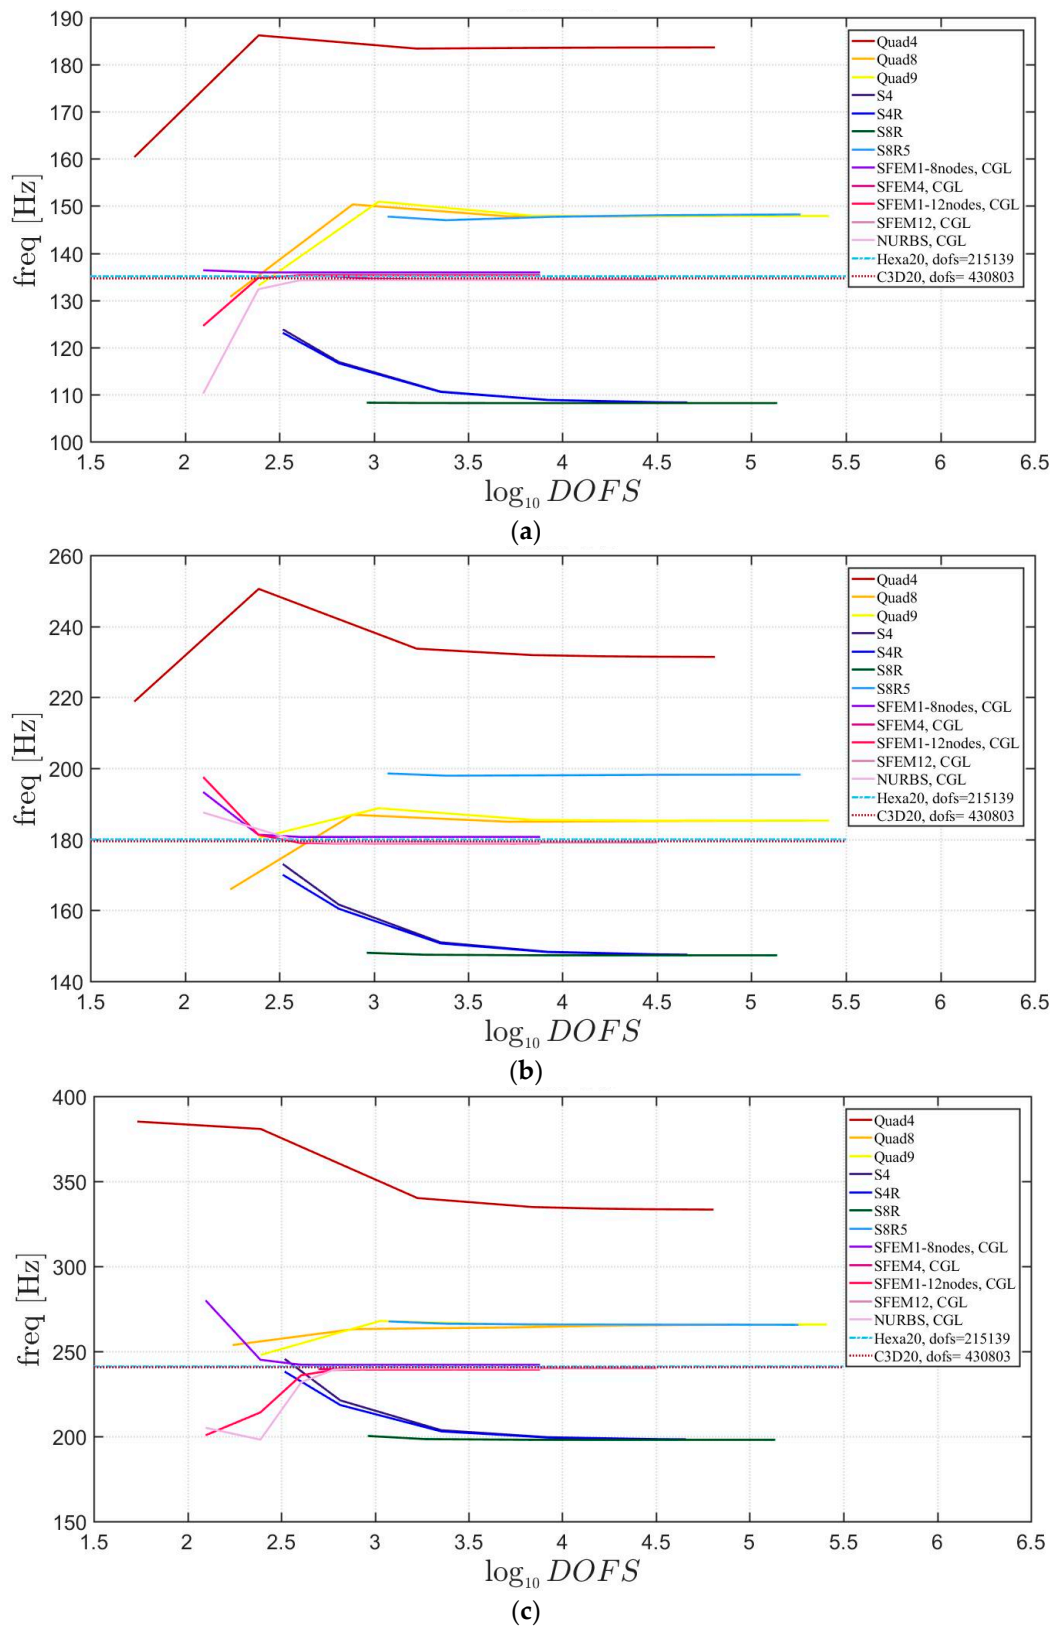 190
180
170
160
150
140
130
120
110
100
freq [Hz]
1.5 2 2.5 3 3.5 4 4.5 5 5.5 6 6.5
log10 DOFS
Quad4
Quad8
Quad9
S4
S4R
S8R
S8R5
SFEM1-8nodes, CGL
SFEM4, CGL
SFEM1-12nodes, CGL
SFEM12, CGL
NURBS, CGL
Hexa20, dofs=215139
C3D20, dofs= 430803
(a)
260
240
220
200
180
160
140
freq [Hz]
1.5 2 2.5 3 3.5 4 4.5 5 5.5 6 6.5
log10 DOFS
Quad4
Quad8
Quad9
S4
S4R
S8R
S8R5
SFEM1-8nodes, CGL
SFEM4, CGL
SFEM1-12nodes, CGL
SFEM12, CGL
NURBS, CGL
Hexa20, dofs=215139
C3D20, dofs= 430803
(b)
400
350
300
250
200
150
freq [Hz]
1.5 2 2.5 3 3.5 4 4.5 5 5.5 6 6.5
log10 DOFS
Quad4
Quad8
Quad9
S4
S4R
S8R
S8R5
SFEM1-8nodes, CGL
SFEM4, CGL
SFEM1-12nodes, CGL
SFEM12, CGL
NURBS, CGL
Hexa20, dofs=215139
C3D20, dofs= 430803
(c)